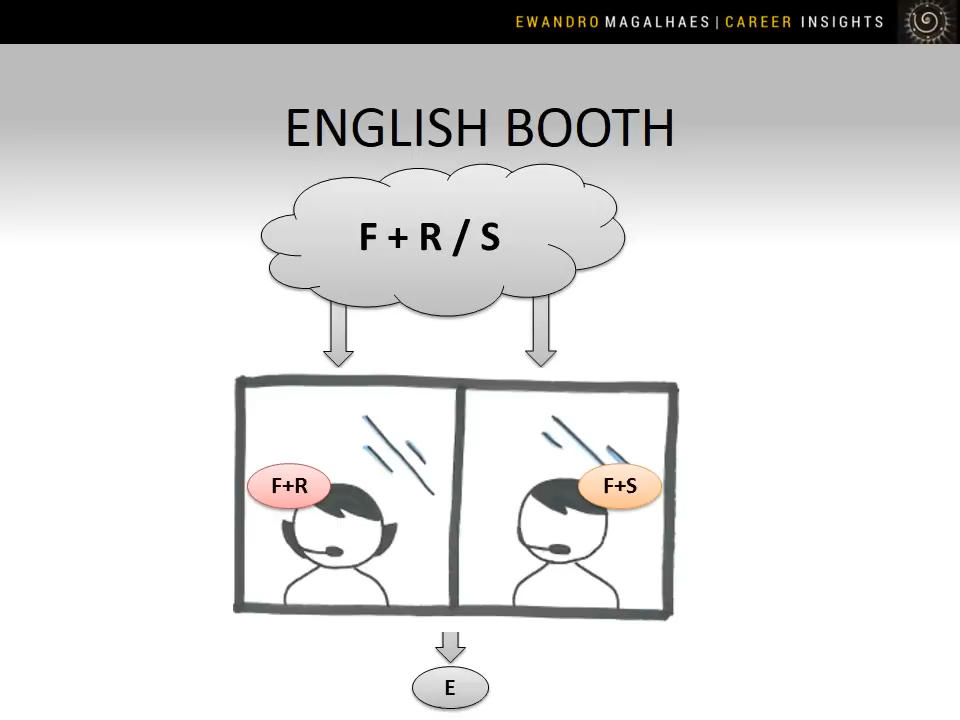 EWANDRO MAGALHAES | CAREER INSIGHTS
ENGLISH BOOTH
F + R / S
F+R
F+S
E